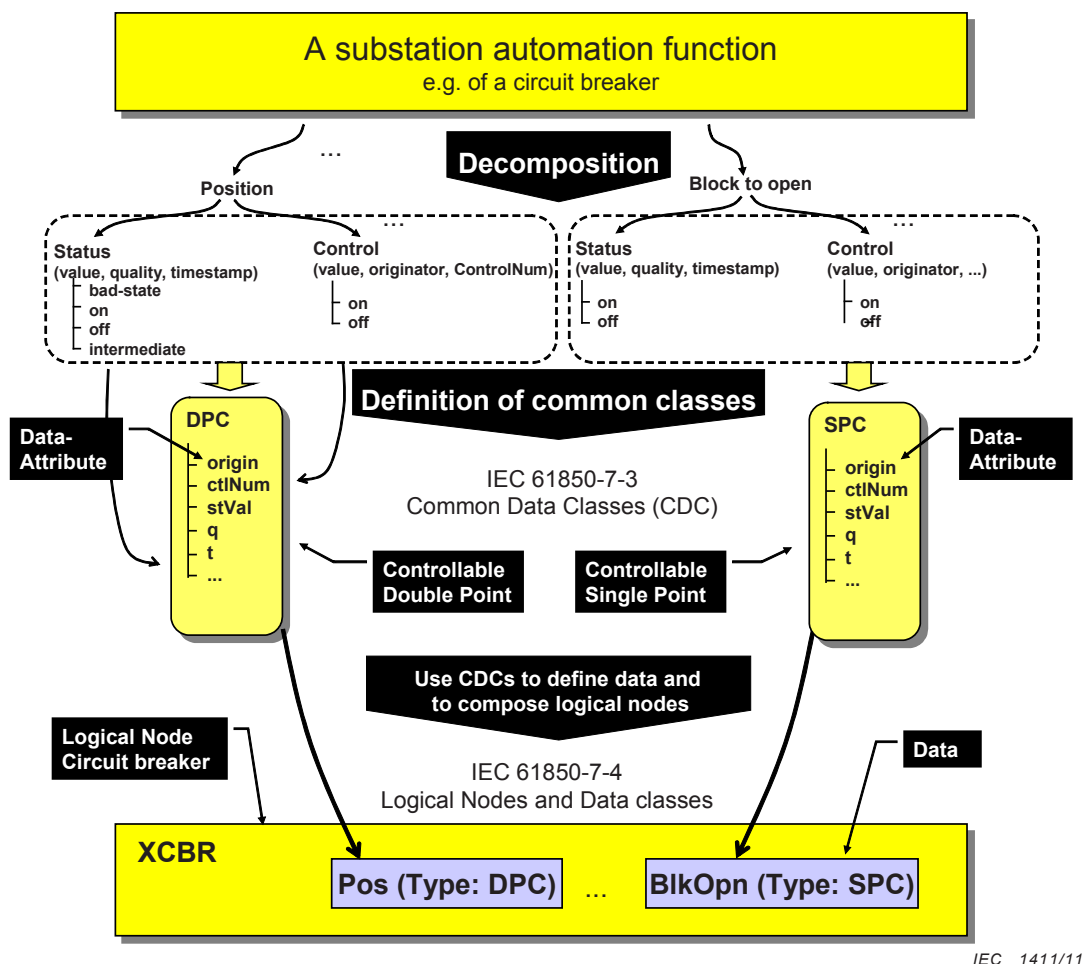 A substation automation function
e.g. of a circuit breaker
...
Decomposition
Position
Block to open
...
...
Status
(value, quality, timestamp)
bad-state
on
off
intermediate
Control
(value, originator, ControlNum)
on
off
Status
(value, quality, timestamp)
on
off
Control
(value, originator, ...)
on
off
Definition of common classes
DPC
origin
ctlNum
stVal
q
t
...
Data-
Attribute
IEC 61850-7-3
Common Data Classes (CDC)
SPC
origin
ctlNum
stVal
q
t
...
Data-
Attribute
Controllable
Double Point
Controllable
Single Point
Use CDCs to define data and
to compose logical nodes
Logical Node
Circuit breaker
IEC 61850-7-4
Logical Nodes and Data classes
Data
XCBR
Pos (Type: DPC)
...
BlkOpn (Type: SPC)
IEC 1411/11